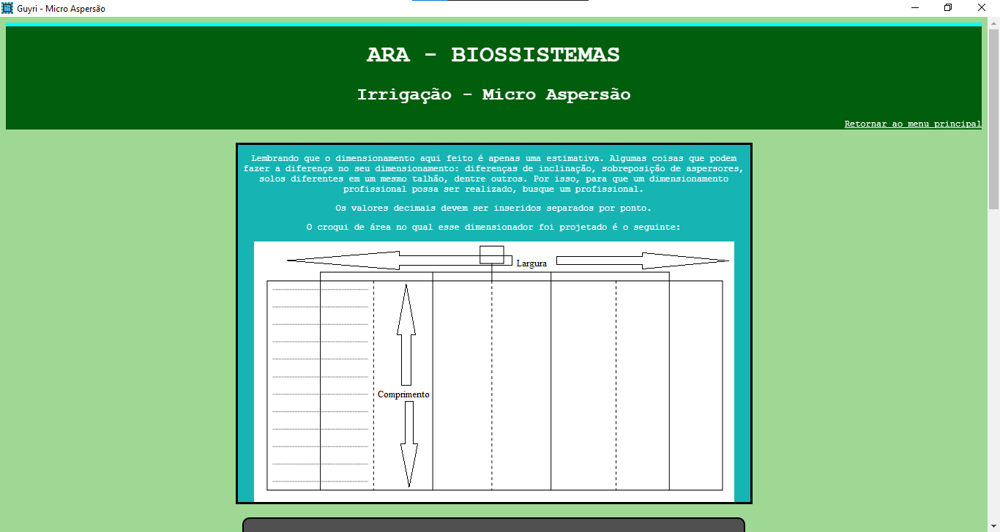 Guyri - Micro Aspersão
ARA - BIOSSISTEMAS
Irrigação - Micro Aspersão
Retornar ao menu principal
Lembrando que o dimensionamento aqui feito é apenas uma estimativa. Algumas coisas que podem
fazer a diferença no seu dimensionamento: diferenças de inclinação, sobreposição de aspersores,
solos diferentes em um mesmo talhão, dentre outros. Por isso, para que um dimensionamento
profissional possa ser realizado, busque um profissional.
Os valores decimais devem ser inseridos separados por ponto.
O croqui de área no qual esse dimensionador foi projetado é o seguinte:
Largura
Comprimento